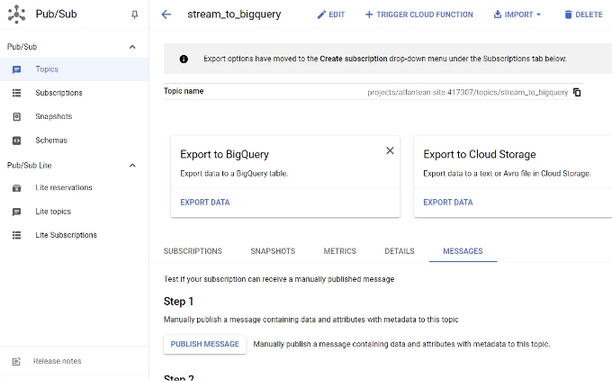 Pub/Sub
stream_to_bigquery
EDIT
TRIGGER CLOUD FUNCTION
IMPORT
DELETE
Pub/Sub
Topics
Subscriptions
Snapshots
Schemas
Pub/Sub Lite
Lite reservations
Lite topics
Lite Subscriptions
Release notes
Export options have moved to the Create subscription drop-down menu under the Subscriptions tab below.
Topic name
projects/atlantean-site-417307/topics/stream_to_bigquery
Export to BigQuery
Export data to a BigQuery table.
EXPORT DATA
Export to Cloud Storage
Export data to a text or Avro file in Cloud Storage.
EXPORT DATA
SUBSCRIPTIONS
SNAPSHOTS
METRICS
DETAILS
MESSAGES
Test if your subscription can receive a manually published message
Step 1
Manually publish a message containing data and attributes with metadata to this topic
PUBLISH MESSAGE
Manually publish a message containing data and attributes with metadata to this topic.
Step 2